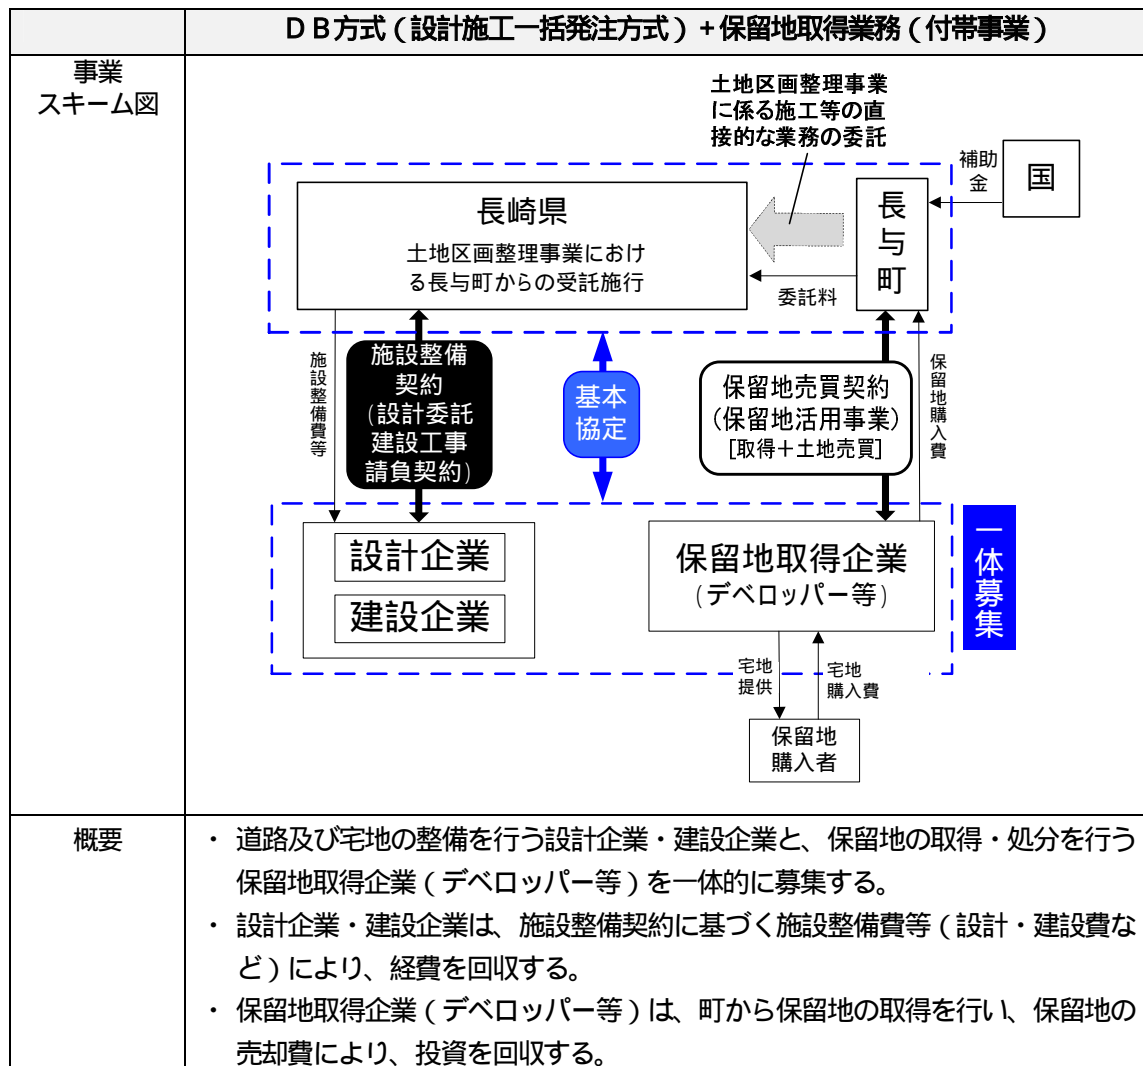 DB方式(設計施工一括発注方式)+保留地取得業務(付帯事業)
事業
スキーム図
土地区画整理事業
に係る施工等の直
接的な業務の委託
補助
金
国
長崎県
土地区画整理事業におけ
る長与町からの受託施行
長与町
委託料
施設整備費等
施設整備
契約
(設計委託
建設工事
請負契約)
基本
協定
保留地売買契約
(保留地活用事業)
[取得+土地売買]
保留地購入費
設計企業
建設企業
保留地取得企業
(デベロッパー等)
一体募集
宅地
提供
宅地
購入費
保留地
購入者
概要
・ 道路及び宅地の整備を行う設計企業・建設企業と、保留地の取得・処分を行う
保留地取得企業(デベロッパー等)を一体的に募集する。
・ 設計企業・建設企業は、施設整備契約に基づく施設整備費等(設計・建設費な
ど)により、経費を回収する。
・ 保留地取得企業(デベロッパー等)は、町から保留地の取得を行い、保留地の
売却費により、投資を回収する。